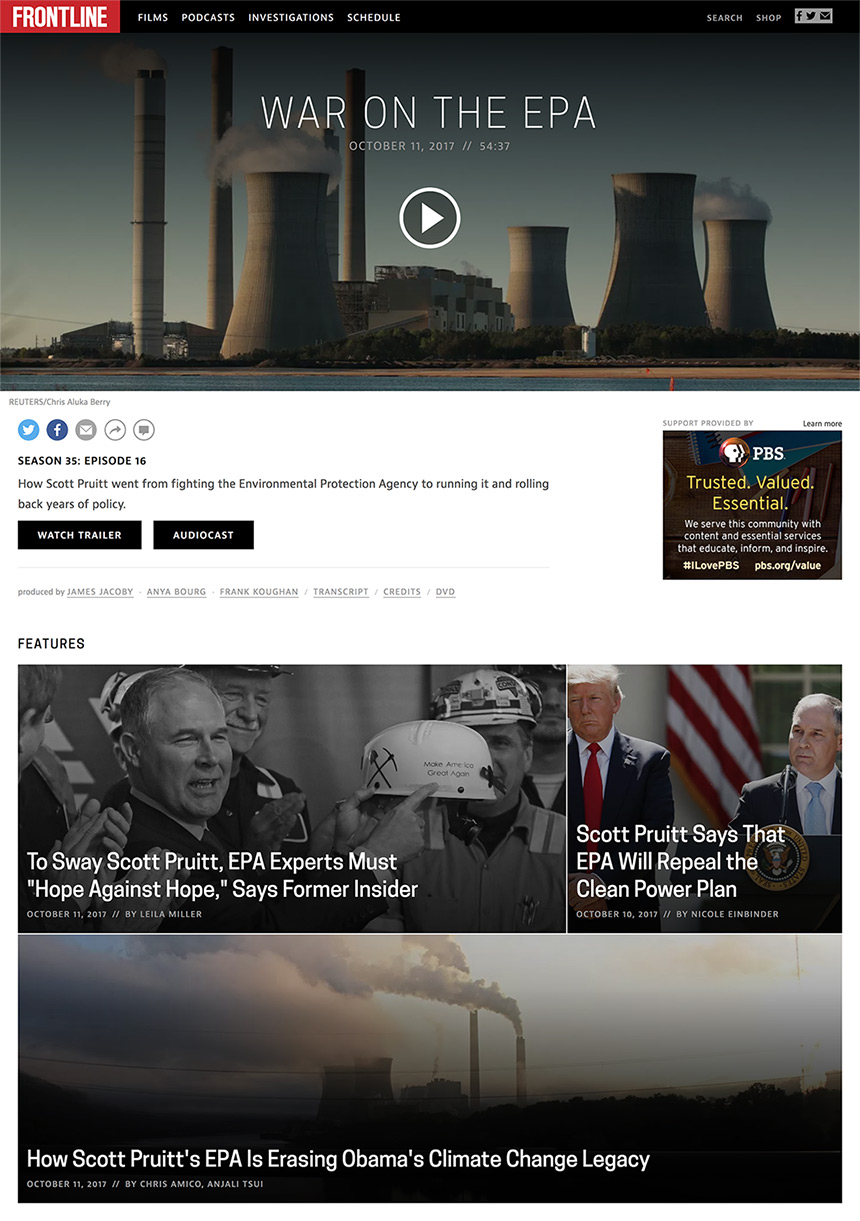 FRONTLINE FILMS PODCASTS INVESTIGATIONS SCHEDULE SEARCH SHOP
WAR ON THE EPA
OCTOBER 11, 2017 // 54:37
REUTERS/Chris Aluka Berry
SUPPORT PROVIDED BY Learn more
PBS.
Trusted. Valued.
Essential.
We serve this community with
content and essential services
that educate, inform, and inspire.
#ILovePBS pbs.org/value
SEASON 35: EPISODE 16
How Scott Pruitt went from fighting the Environmental Protection Agency to running it and rolling
back years of policy.
WATCH TRAILER AUDIOCAST
produced by JAMES JACOBY · ANYA BOURG · FRANK KOUGHAN / TRANSCRIPT / CREDITS / DVD
FEATURES
Make America
Great Again
To Sway Scott Pruitt, EPA Experts Must
"Hope Against Hope," Says Former Insider
OCTOBER 11, 2017 // BY LEILA MILLER
Scott Pruitt Says That
EPA Will Repeal the
Clean Power Plan
OCTOBER 10, 2017 // BY NICOLE EINBINDER
How Scott Pruitt's EPA Is Erasing Obama's Climate Change Legacy
OCTOBER 11, 2017 // BY CHRIS AMICO, ANJALI TSUI